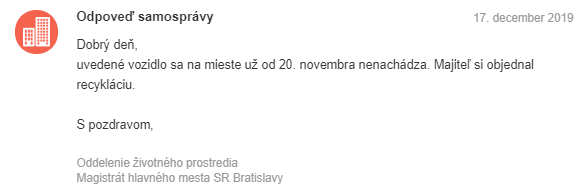 Odpoveď samosprávy
17. december 2019
Dobrý deň,
uvedené vozidlo sa na mieste už od 20. novembra nenachádza. Majiteľ si objednal
recykláciu.
S pozdravom,
Oddelenie životného prostredia
Magistrát hlavného mesta SR Bratislavy